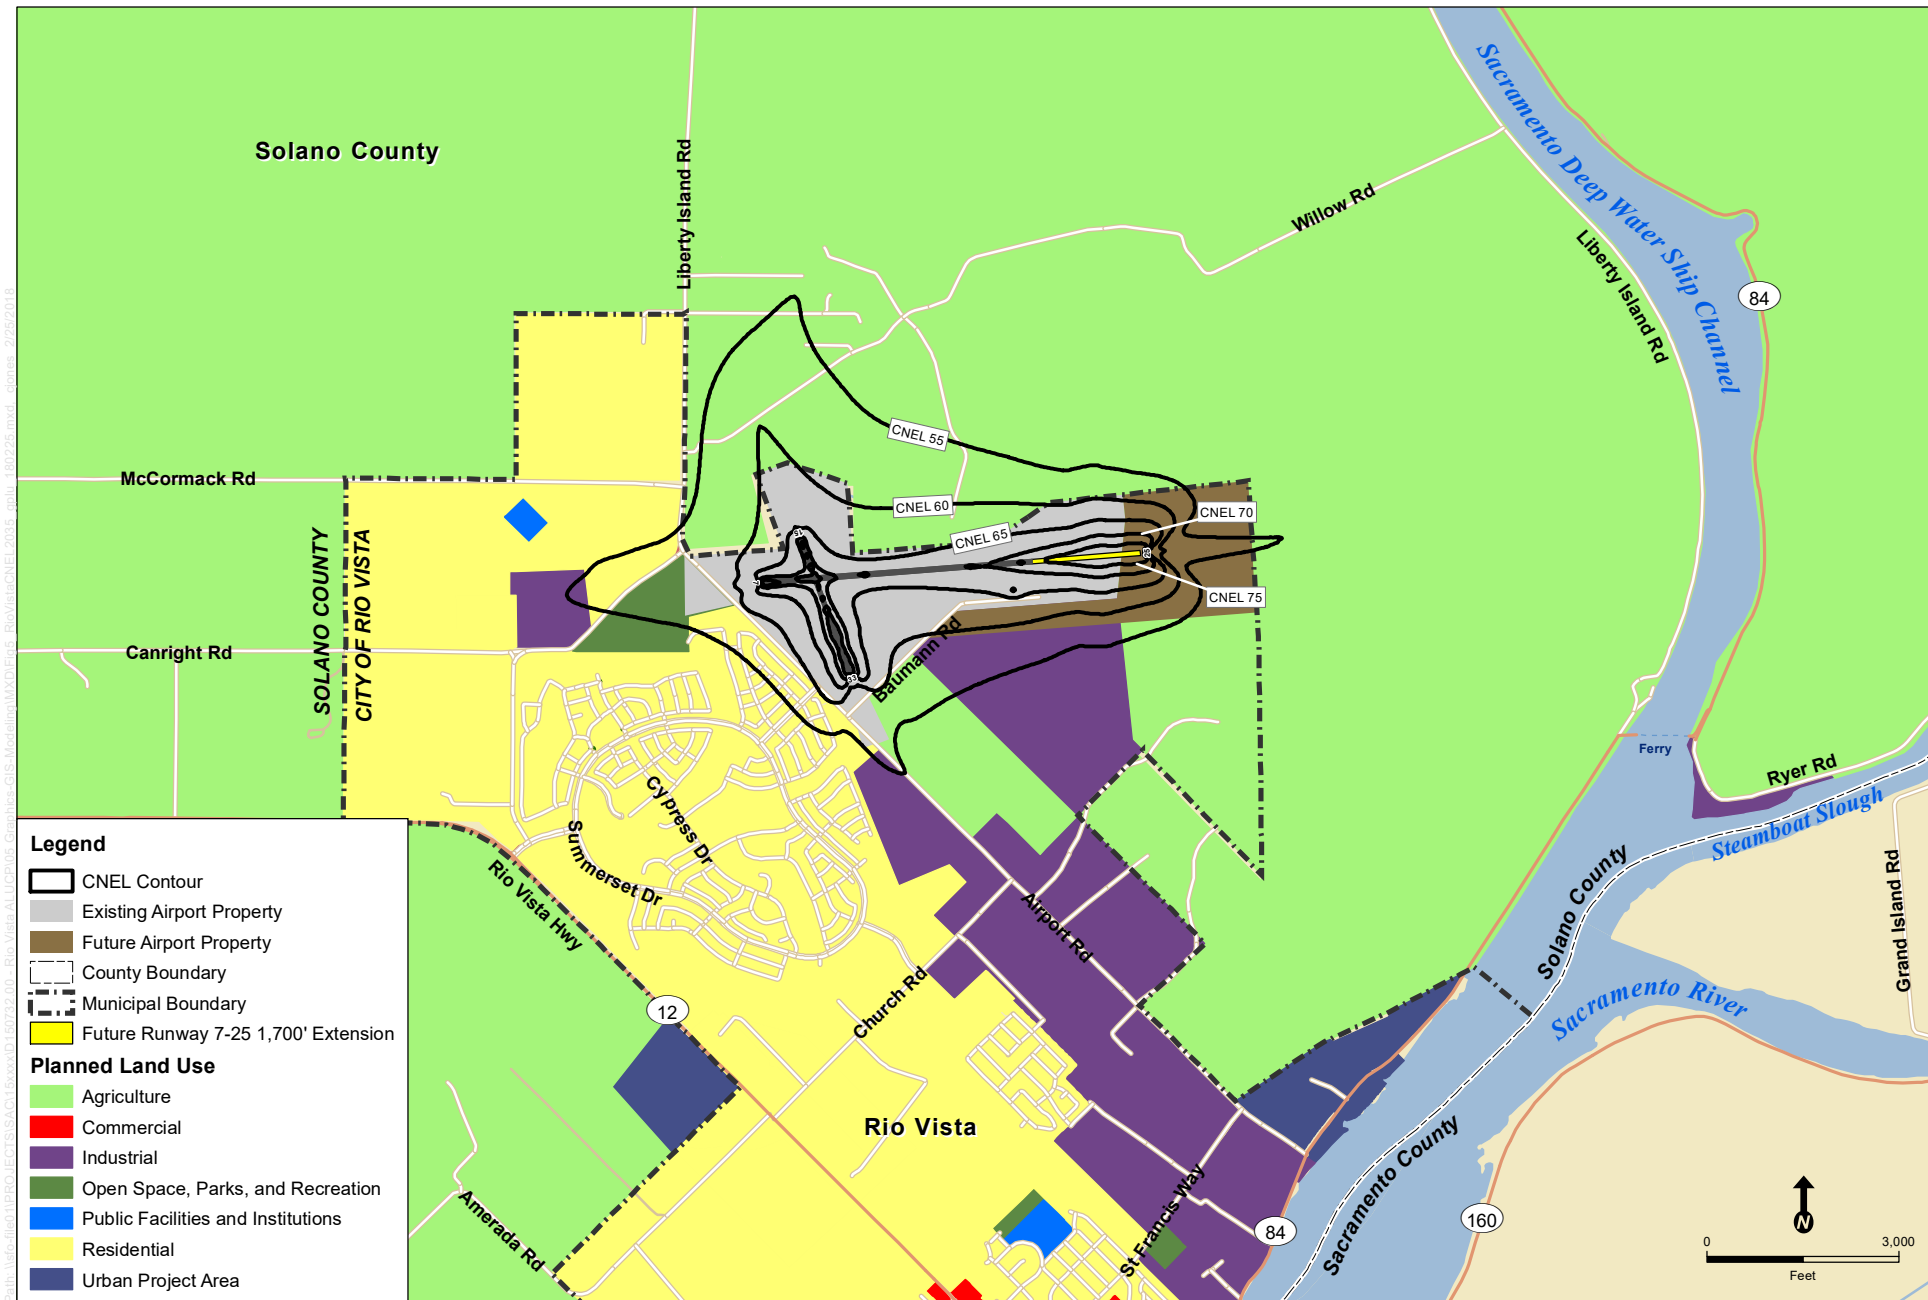 Solano County
Liberty Island Rd
Willow Rd
Sacramento Deep Water Ship Channel
Liberty Island Rd
84
McCormack Rd
SOLANO COUNTY
CITY OF RIO VISTA
Canright Rd
CNEL 55
CNEL 60
CNEL 65
CNEL 70
CNEL 75
15
7
25
33
Baumann Rd
Cypress Dr
Summerset Dr
Rio Vista Hwy
12
Airport Rd
Church Rd
Rio Vista
St Francis Way
Amerada Rd
84
160
Ferry
Ryer Rd
Steamboat Slough
Grand Island Rd
Solano County
Sacramento County
Sacramento River
Legend
CNEL Contour
Existing Airport Property
Future Airport Property
County Boundary
Municipal Boundary
Future Runway 7-25 1,700' Extension
Planned Land Use
Agriculture
Commercial
Industrial
Open Space, Parks, and Recreation
Public Facilities and Institutions
Residential
Urban Project Area
N
0 3,000
Feet